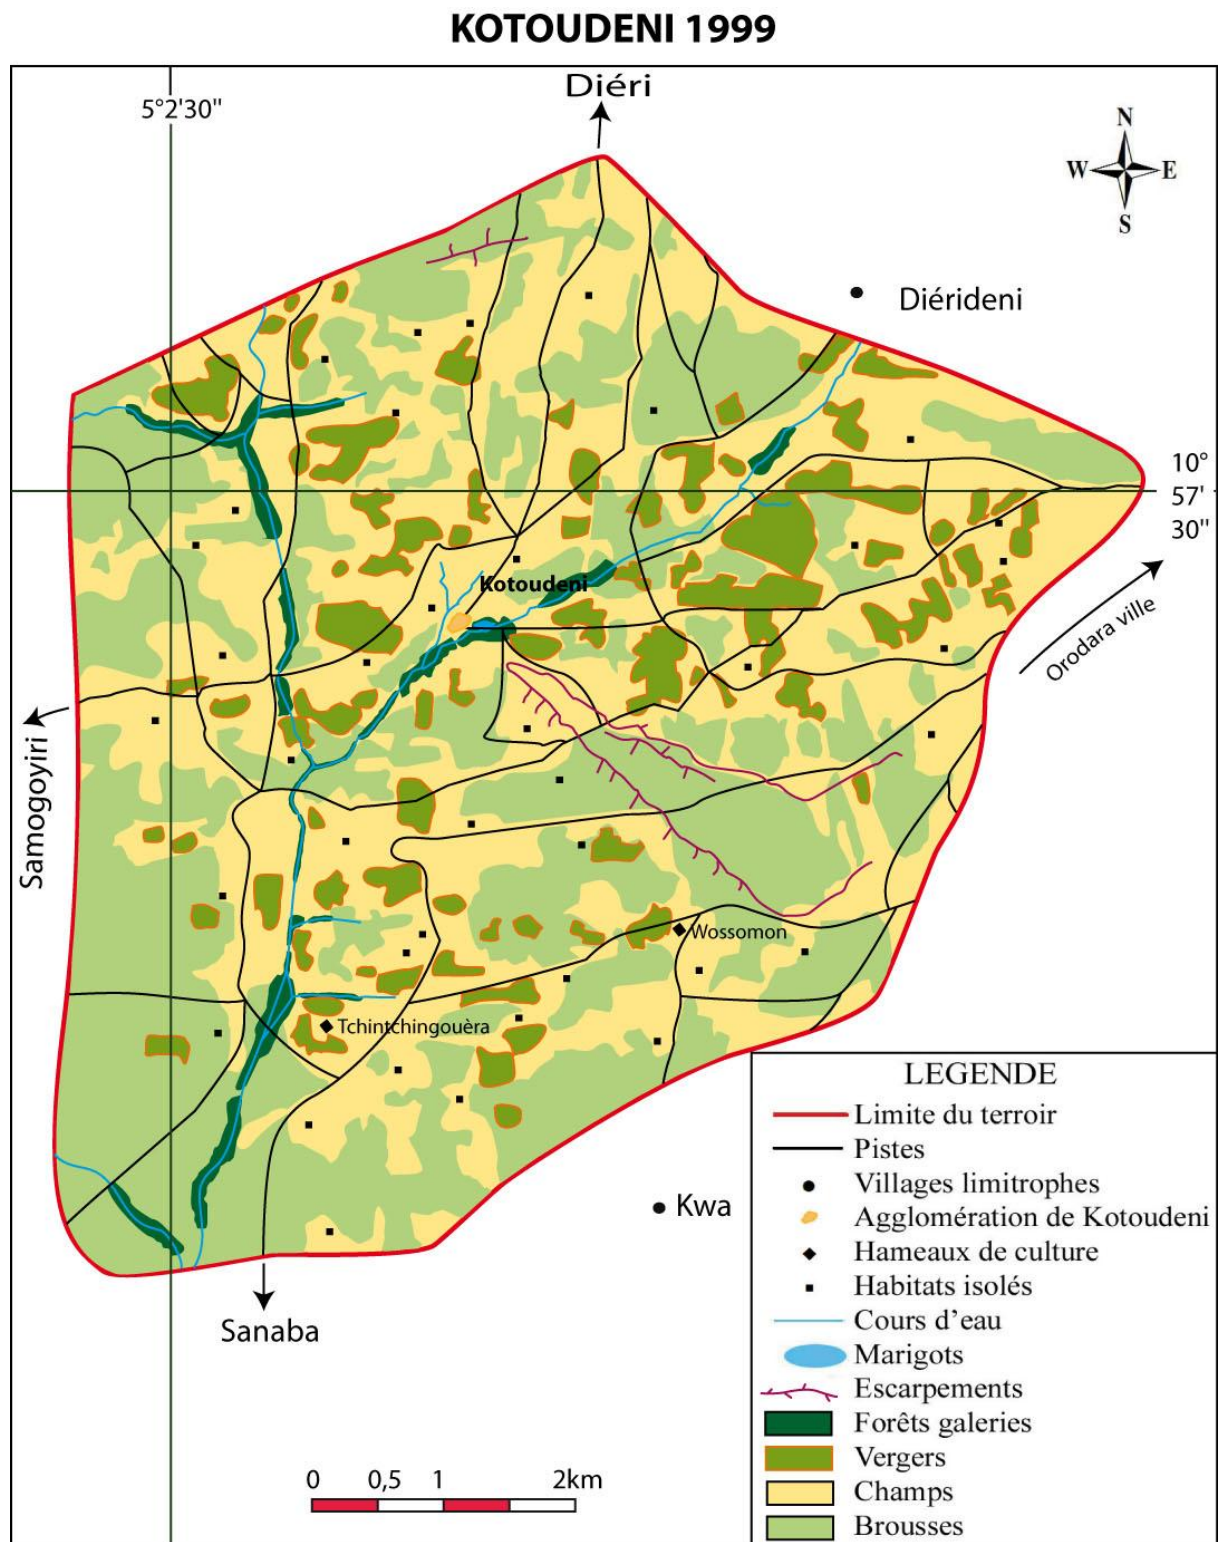 KOTOUDENI 1999
Diéri
5°2'30"
N
W E
S
Diérideni
10°
57'
30"
Kotoudeni
Orodara ville
Samogoyiri
Wossomon
Tchintchingouèra
Kwa
Sanaba
LEGENDE
Limite du terroir
Pistes
Villages limitrophes
Agglomération de Kotoudeni
Hameaux de culture
Habitats isolés
Cours d'eau
Marigots
Escarpements
Forêts galeries
Vergers
Champs
Brousses
0 0,5 1 2km